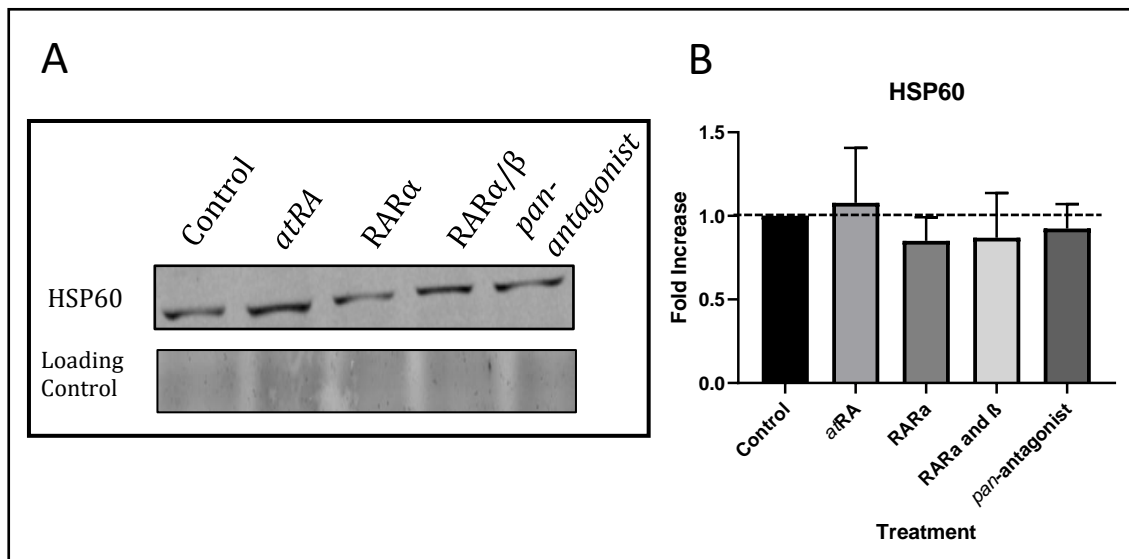 A
Control
atRA
RARα
RARα/β
pan-
antagonist
HSP60
Loading
Control
B
HSP60
1.5
1.0
0.5
0.0
Fold Increase
Control
atRA
RARa
RARa and ß
pan-antagonist
Treatment